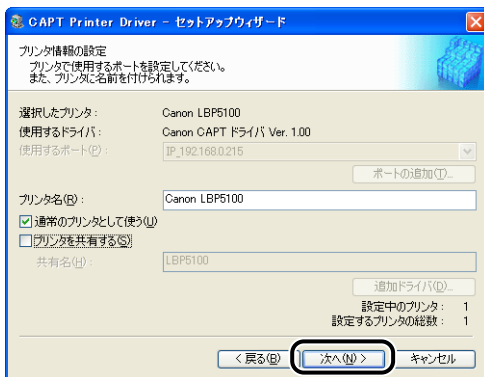 CAPT Printer Driver - セットアップウィザード
プリンタ情報の設定
プリンタで使用するポートを設定してください。
また、プリンタに名前を付けられます。
選択したプリンタ: Canon LBP5100
使用するドライバ: Canon CAPT ドライバ Ver. 1.00
使用するポート(P): IP_192.168.0.215
ポートの追加(T)...
プリンタ名(R): Canon LBP5100
通常のプリンタとして使う(U)
プリンタを共有する(S)
共有名(H): LBP5100
追加ドライバ(D)...
設定中のプリンタ: 1
設定するプリンタの総数: 1
< 戻る(B) 次へ(N) > キャンセル